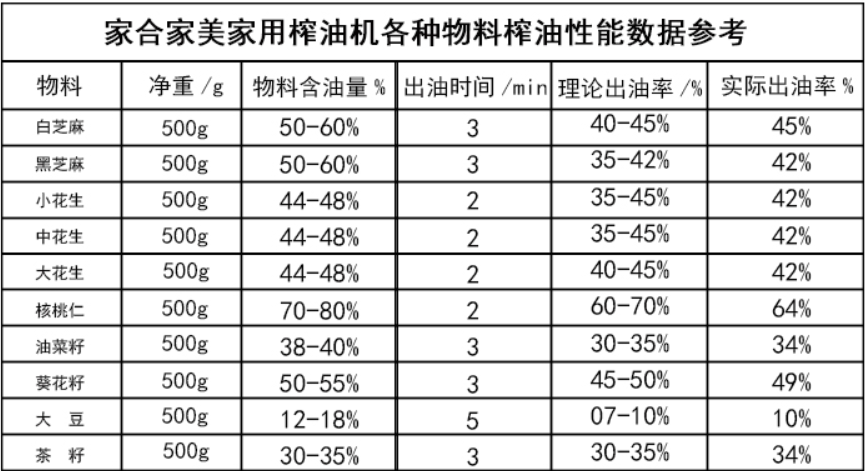 家合家美家用榨油机各种物料榨油性能数据参考
物料 净重 /g 物料含油量 % 出油时间 /min 理论出油率 /% 实际出油率 %
白芝麻 500g 50-60% 3 40-45% 45%
黑芝麻 500g 50-60% 3 35-42% 42%
小花生 500g 44-48% 2 35-45% 42%
中花生 500g 44-48% 2 35-45% 42%
大花生 500g 44-48% 2 40-45% 42%
核桃仁 500g 70-80% 2 60-70% 64%
油菜籽 500g 38-40% 3 30-35% 34%
葵花籽 500g 50-55% 3 45-50% 49%
大 豆 500g 12-18% 5 07-10% 10%
茶 籽 500g 30-35% 3 30-35% 34%